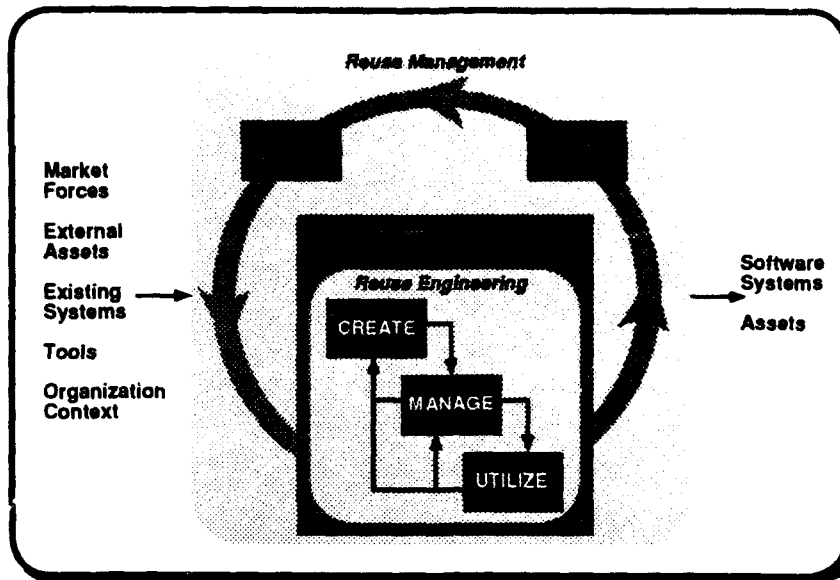 Reuse Management
Market
Forces
External
Assets
Existing
Systems
Tools
Organization
Context
Reuse Engineering
CREATE
MANAGE
UTILIZE
Software
Systems
Assets